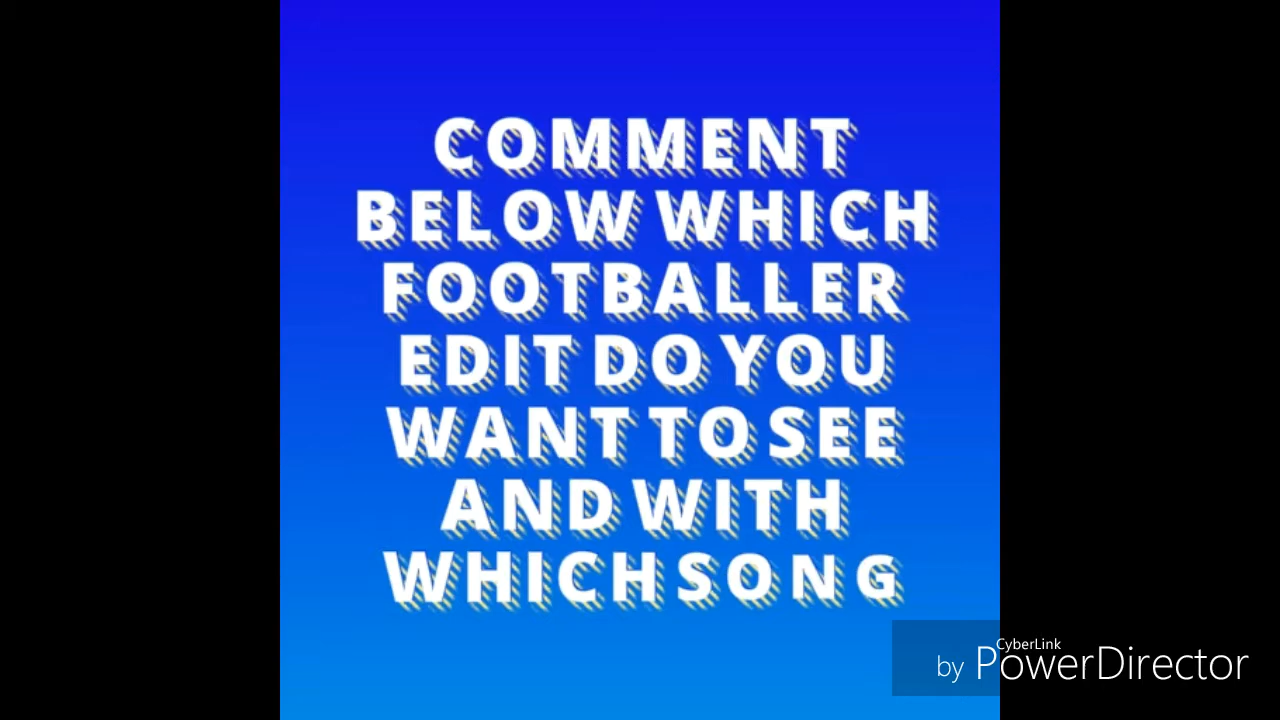 COMMENT
BELOW WHICH
FOOTBALLER
EDIT DO YOU
WANT TO SEE
AND WITH
WHICH SONG
CyberLink
by PowerDirector